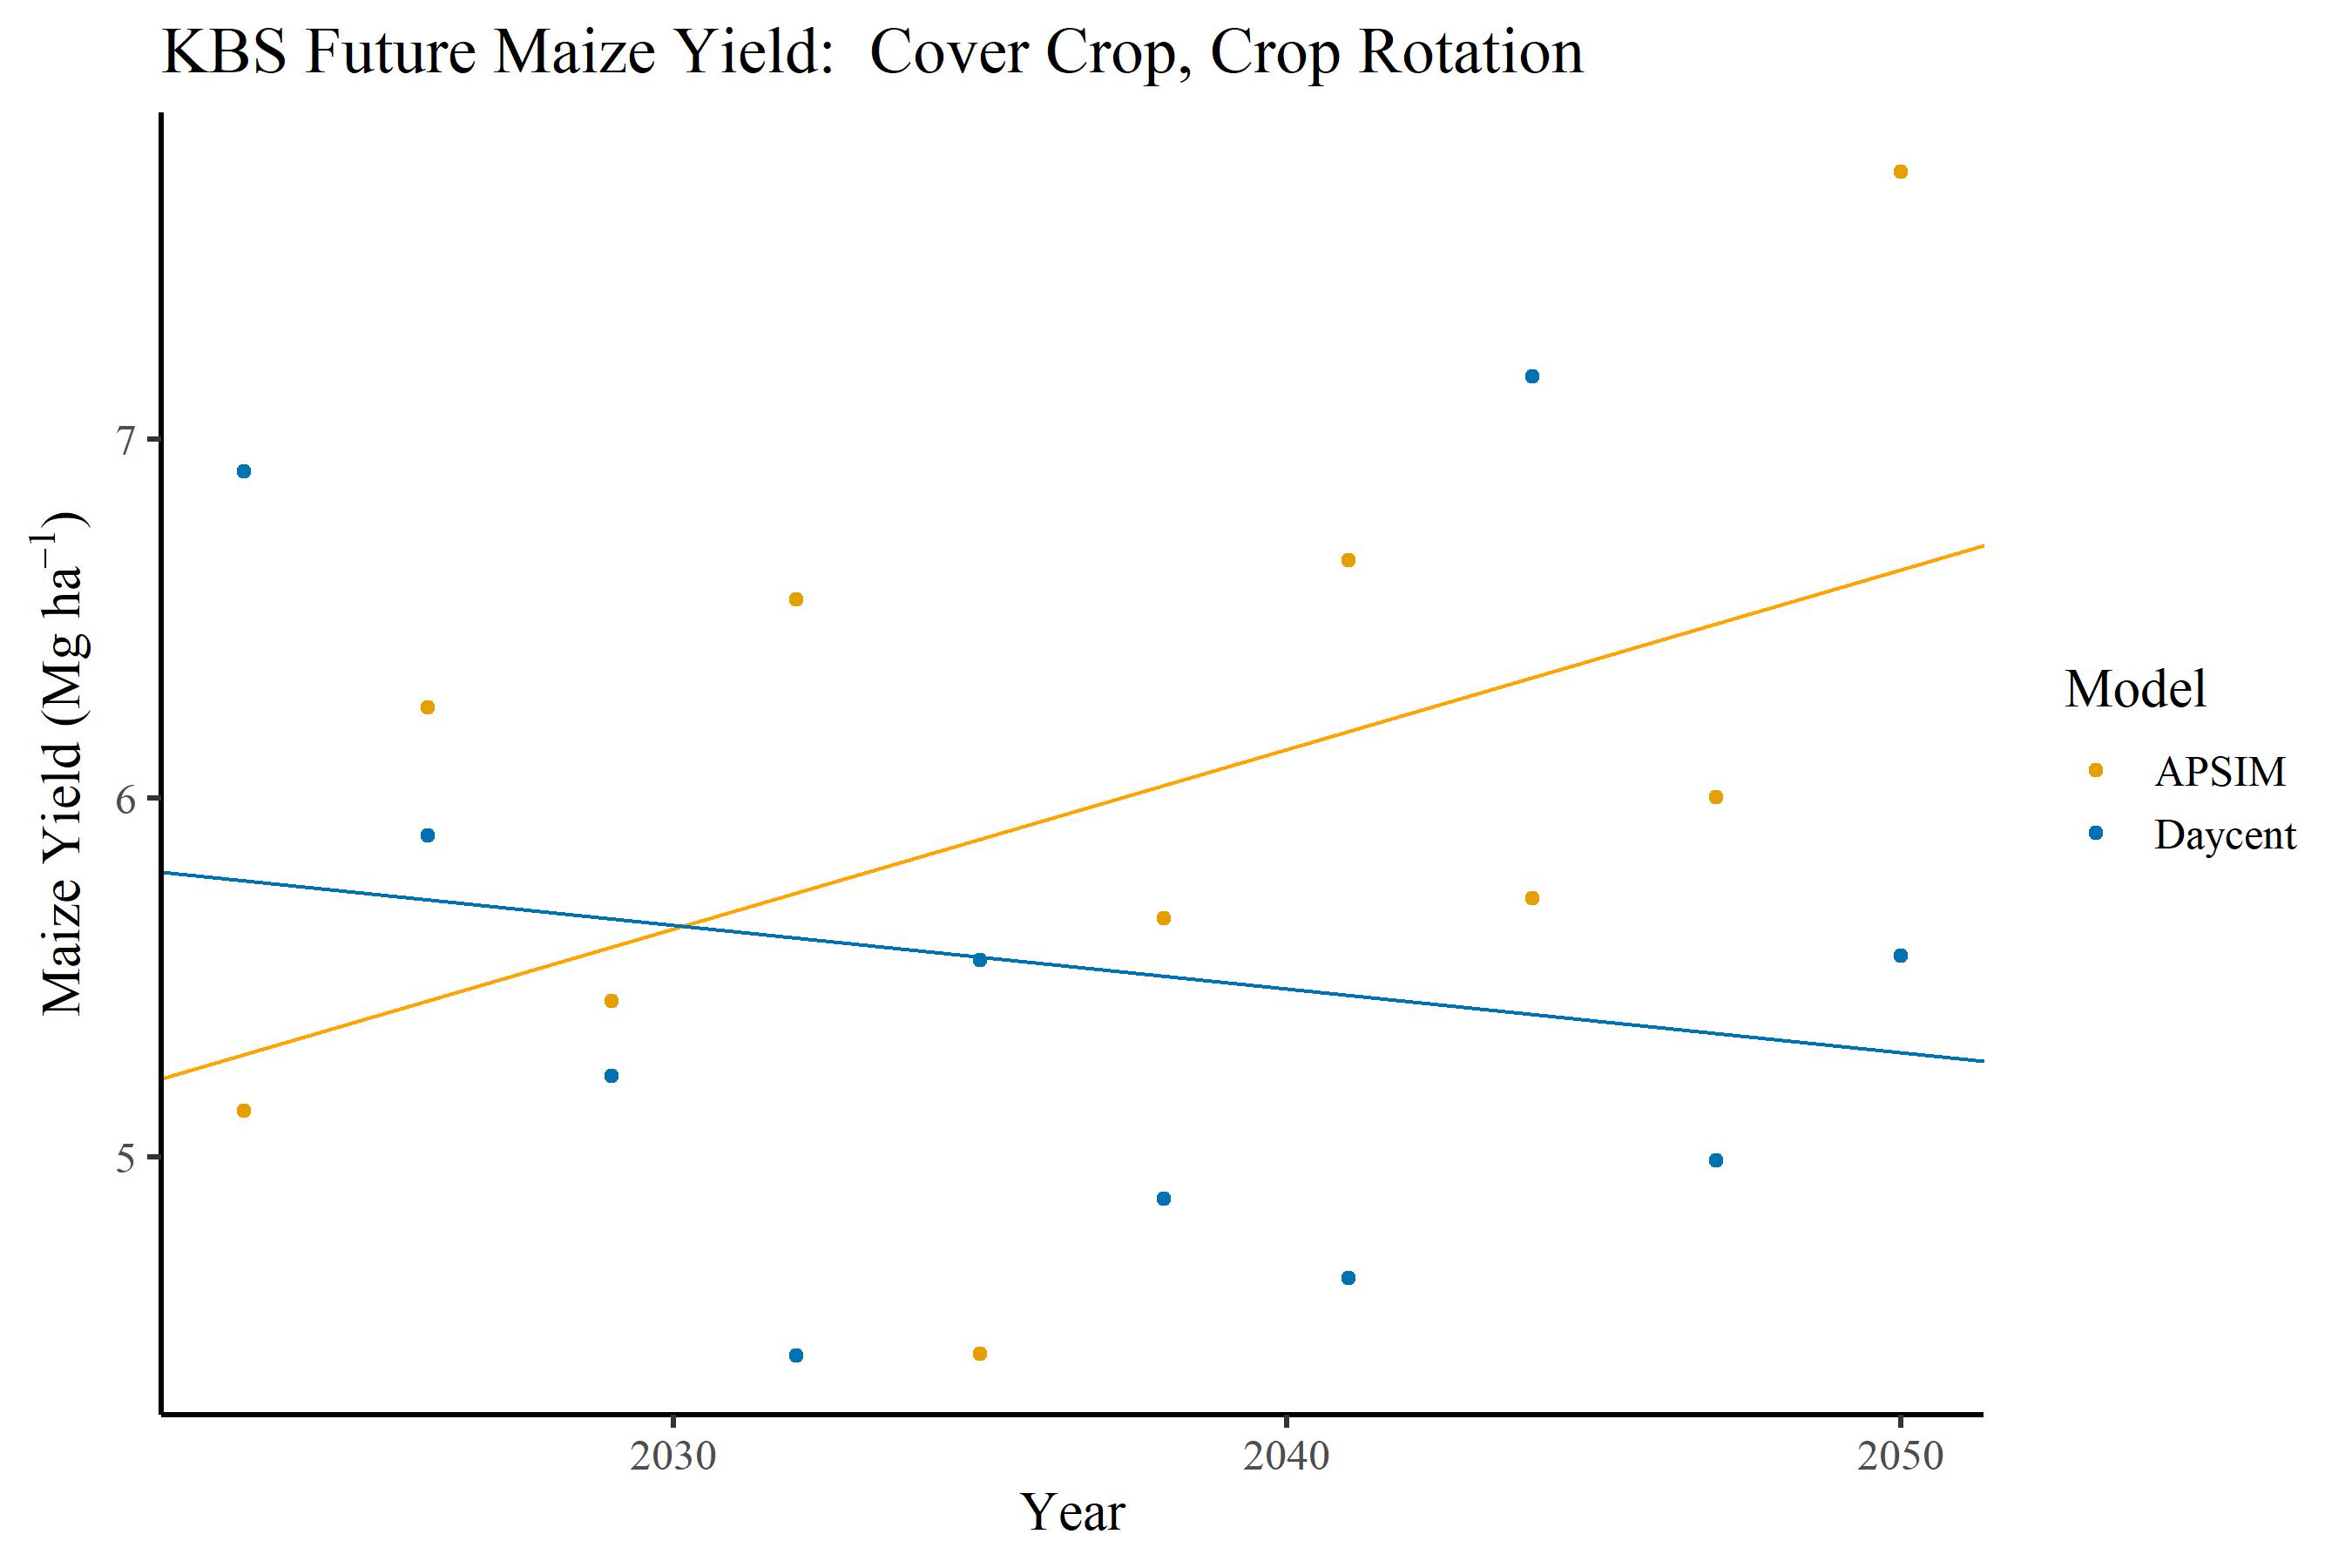 KBS Future Maize Yield:  Cover Crop, Crop Rotation
Maize Yield (Mg ha⁻¹)
7
6
5
2030 2040 2050
Year
Model
APSIM
Daycent